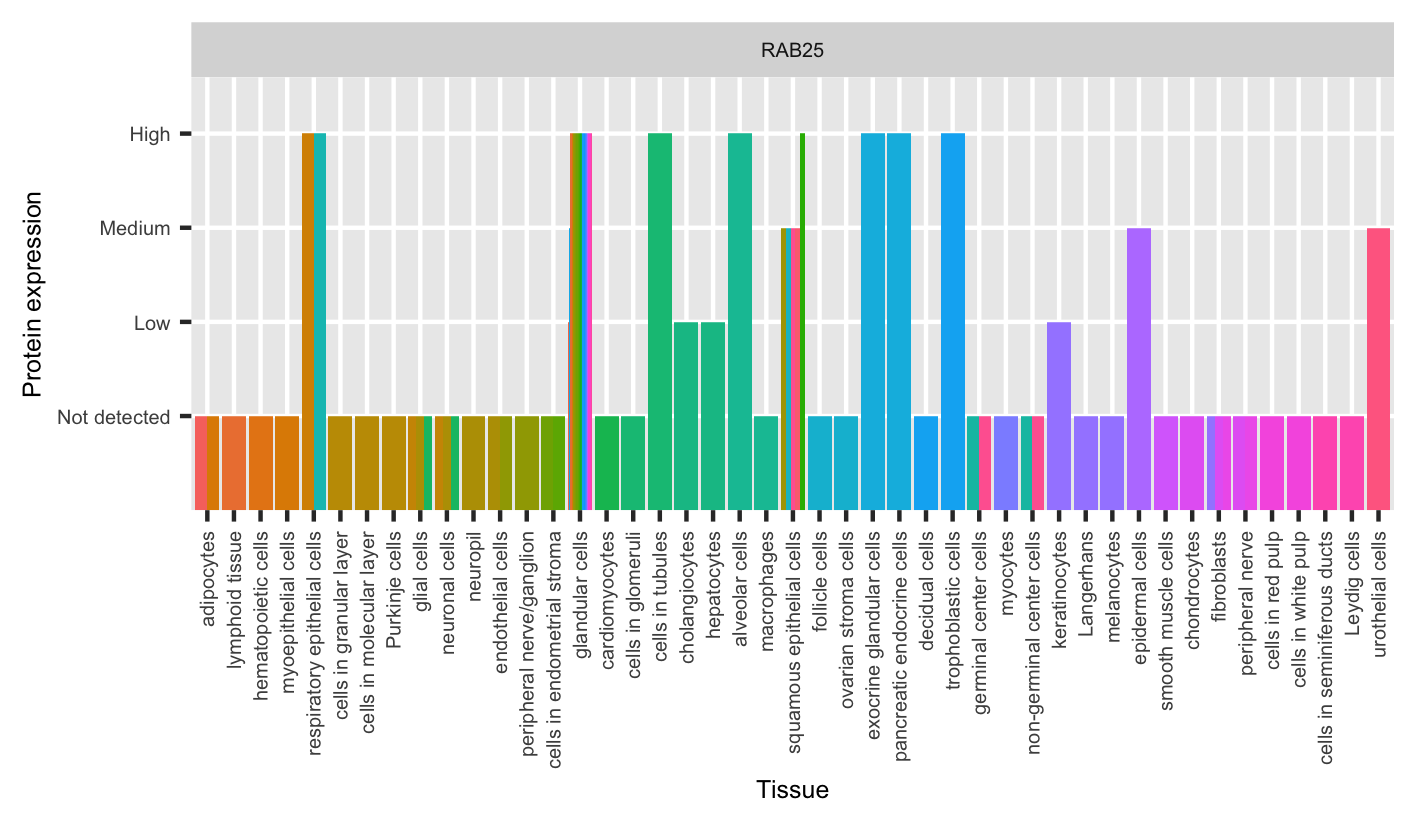 RAB25
Protein expression
High
Medium
Low
Not detected
adipocytes
lymphoid tissue
hematopoietic cells
myoepithelial cells
respiratory epithelial cells
cells in granular layer
cells in molecular layer
Purkinje cells
glial cells
neuronal cells
neuropil
endothelial cells
peripheral nerve/ganglion
cells in endometrial stroma
glandular cells
cardiomyocytes
cells in glomeruli
cells in tubules
cholangiocytes
hepatocytes
alveolar cells
macrophages
squamous epithelial cells
follicle cells
ovarian stroma cells
exocrine glandular cells
pancreatic endocrine cells
decidual cells
trophoblastic cells
germinal center cells
myocytes
non-germinal center cells
keratinocytes
Langerhans
melanocytes
epidermal cells
smooth muscle cells
chondrocytes
fibroblasts
peripheral nerve
cells in red pulp
cells in white pulp
cells in seminiferous ducts
Leydig cells
urothelial cells
Tissue